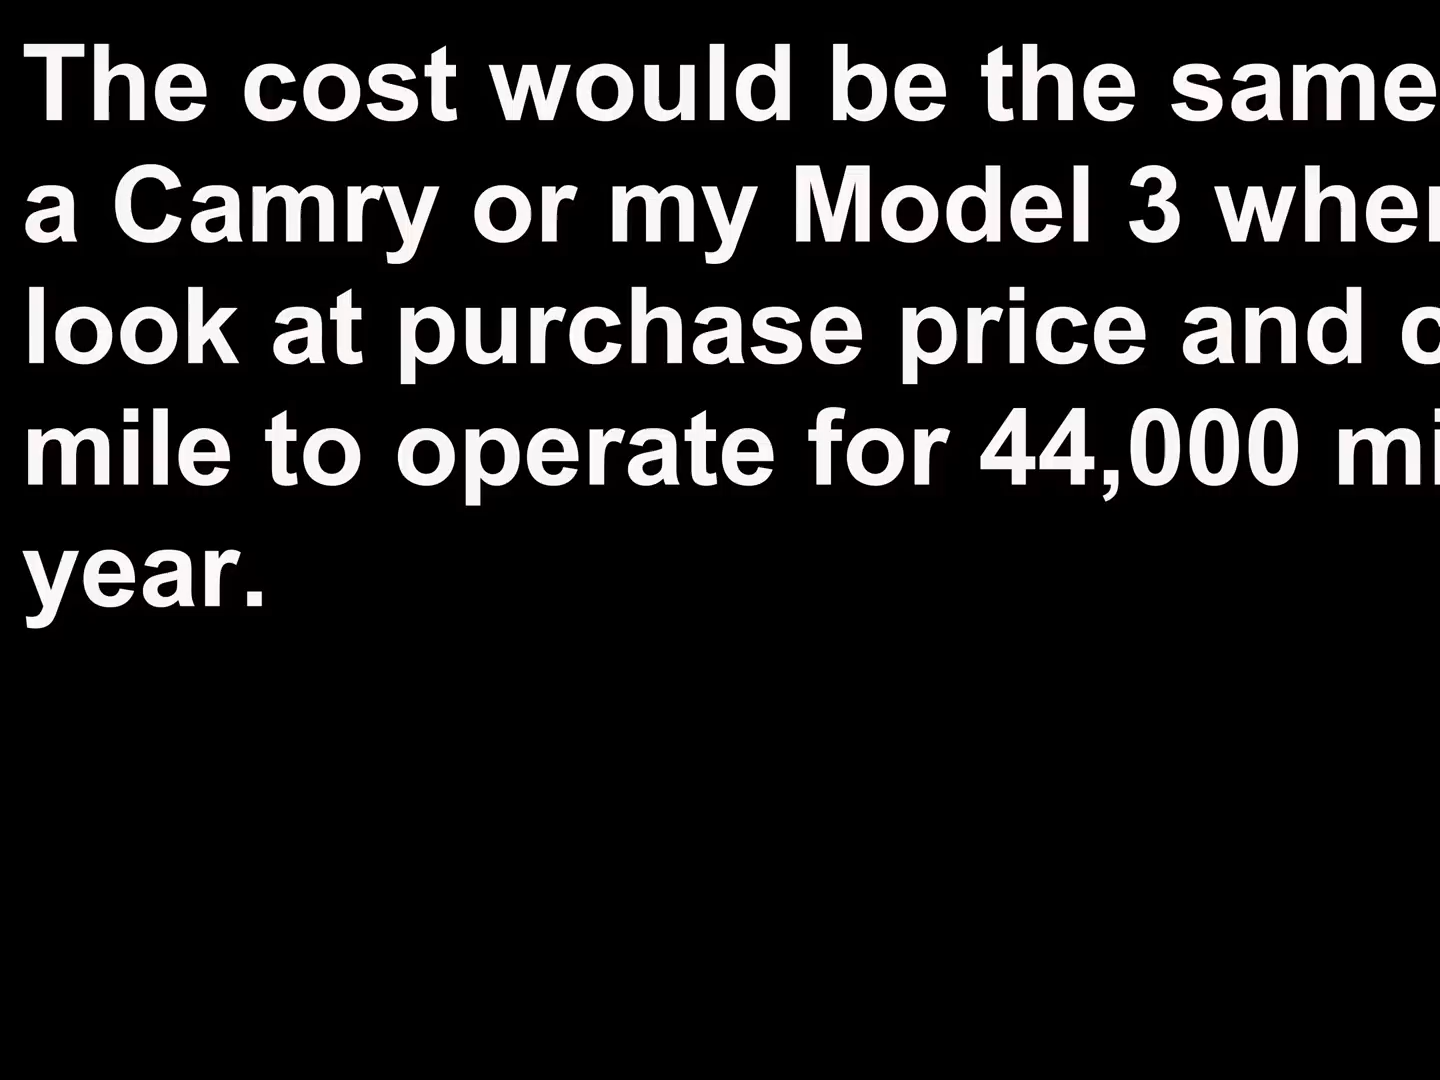 The cost would be the same
a Camry or my Model 3
look at purchase price and
mile to operate for 44,000
year.